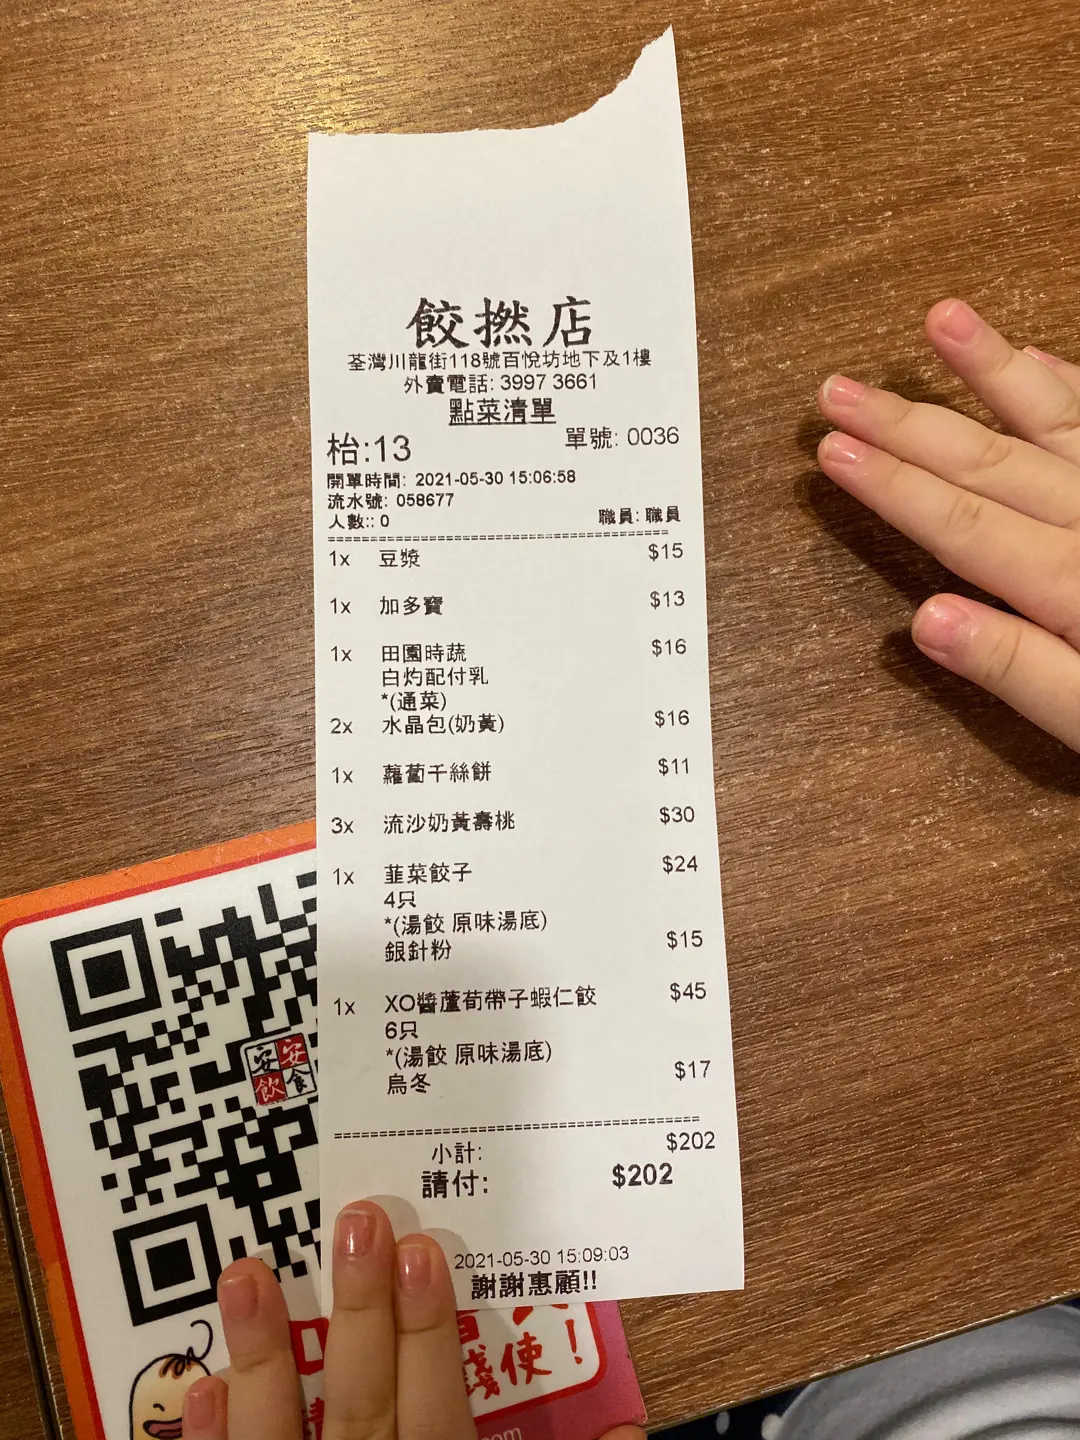 餃撚店
荃灣川龍街118號百悅坊地下及1樓
外賣電話: 3997 3661
點菜清單
枱:13 單號: 0036
開單時間: 2021-05-30 15:06:58
流水號: 058677
人數:: 0 職員: 職員
1x 豆漿 $15
1x 加多寶 $13
1x 田園時蔬 $16
白灼配付乳
*(通菜)
2x 水晶包(奶黃) $16
1x 蘿蔔千絲餅 $11
3x 流沙奶黃壽桃 $30
1x 韮菜餃子 $24
4只
*(湯餃 原味湯底)
銀針粉 $15
1x XO醬蘆荀帶子蝦仁餃 $45
6只
*(湯餃 原味湯底)
烏冬 $17
小計: $202
請付: $202
2021-05-30 15:09:03
謝謝惠顧!!
安安
飲食
錢使！